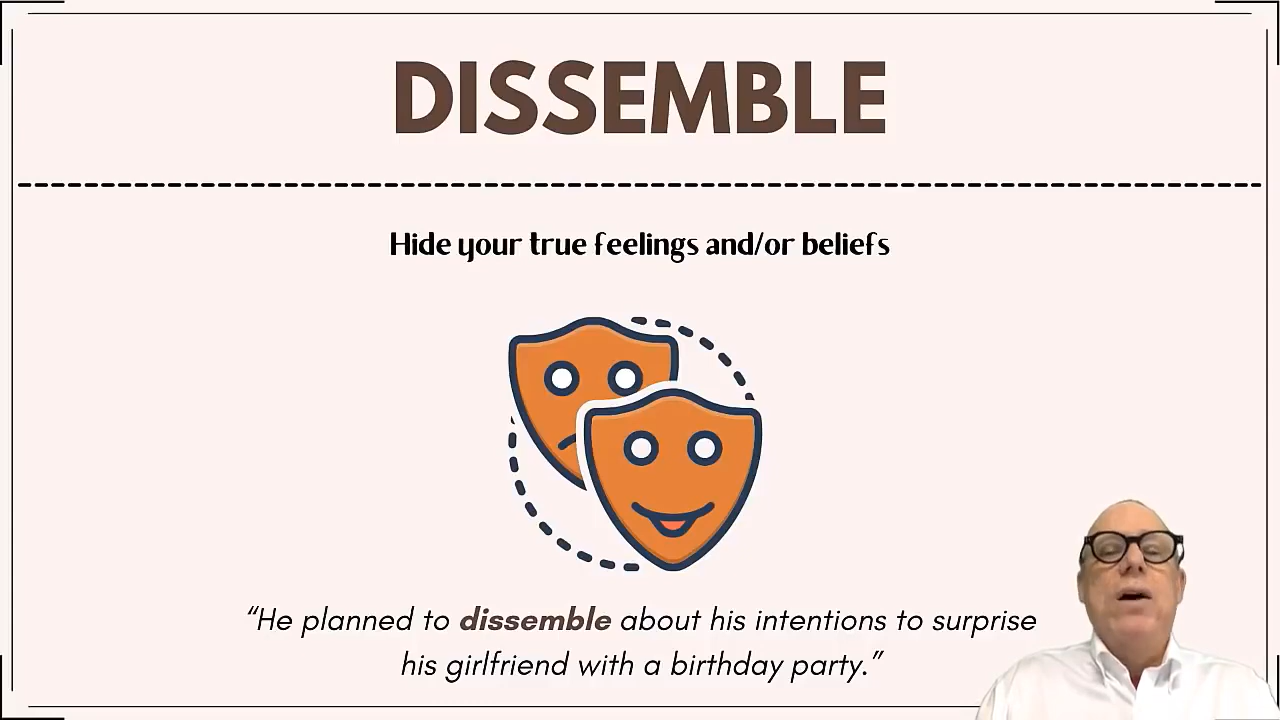 DISSEMBLE
Hide your true feelings and/or beliefs
“He planned to dissemble about his intentions to surprise
his girlfriend with a birthday party.”